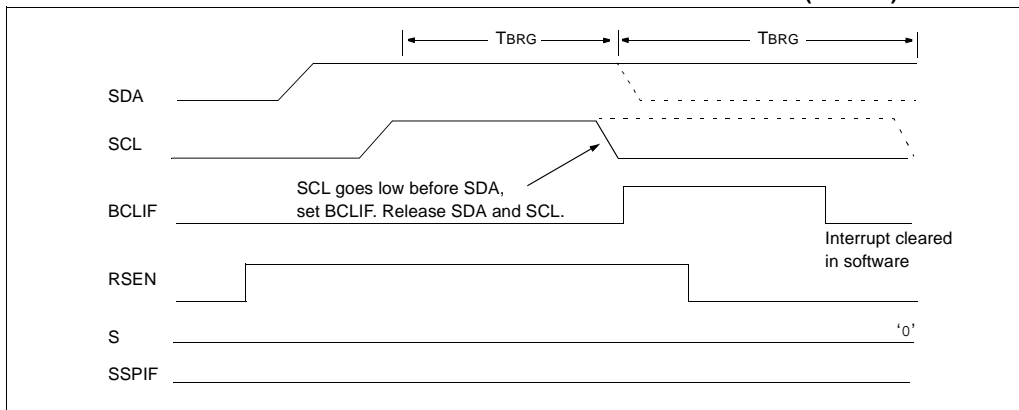 TBRG
TBRG
SDA
SCL
SCL goes low before SDA,
set BCLIF. Release SDA and SCL.
BCLIF
Interrupt cleared
in software
RSEN
S
‘0’
SSPIF